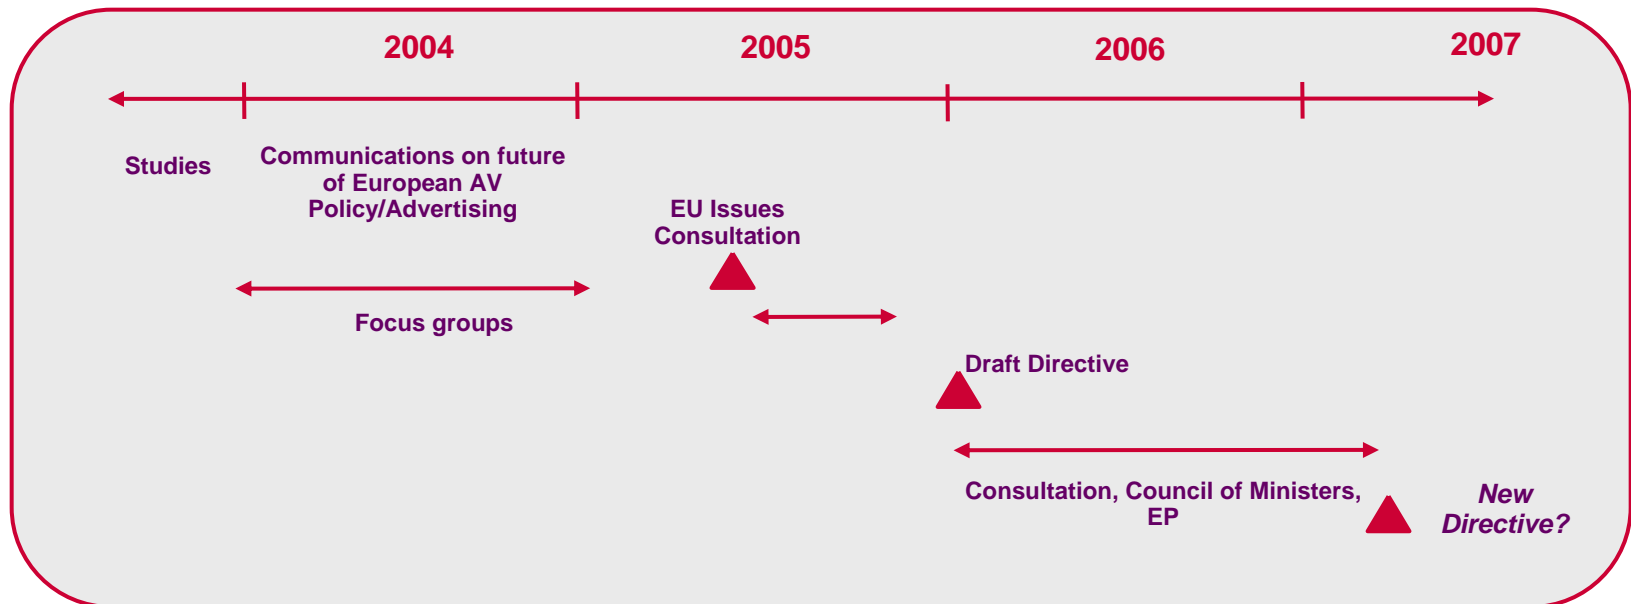 2004
2005
2006
2007
Studies
Communications on future
of European AV
Policy/Advertising
EU Issues
Consultation
Focus groups
Draft Directive
Consultation, Council of Ministers,
EP
New
Directive?